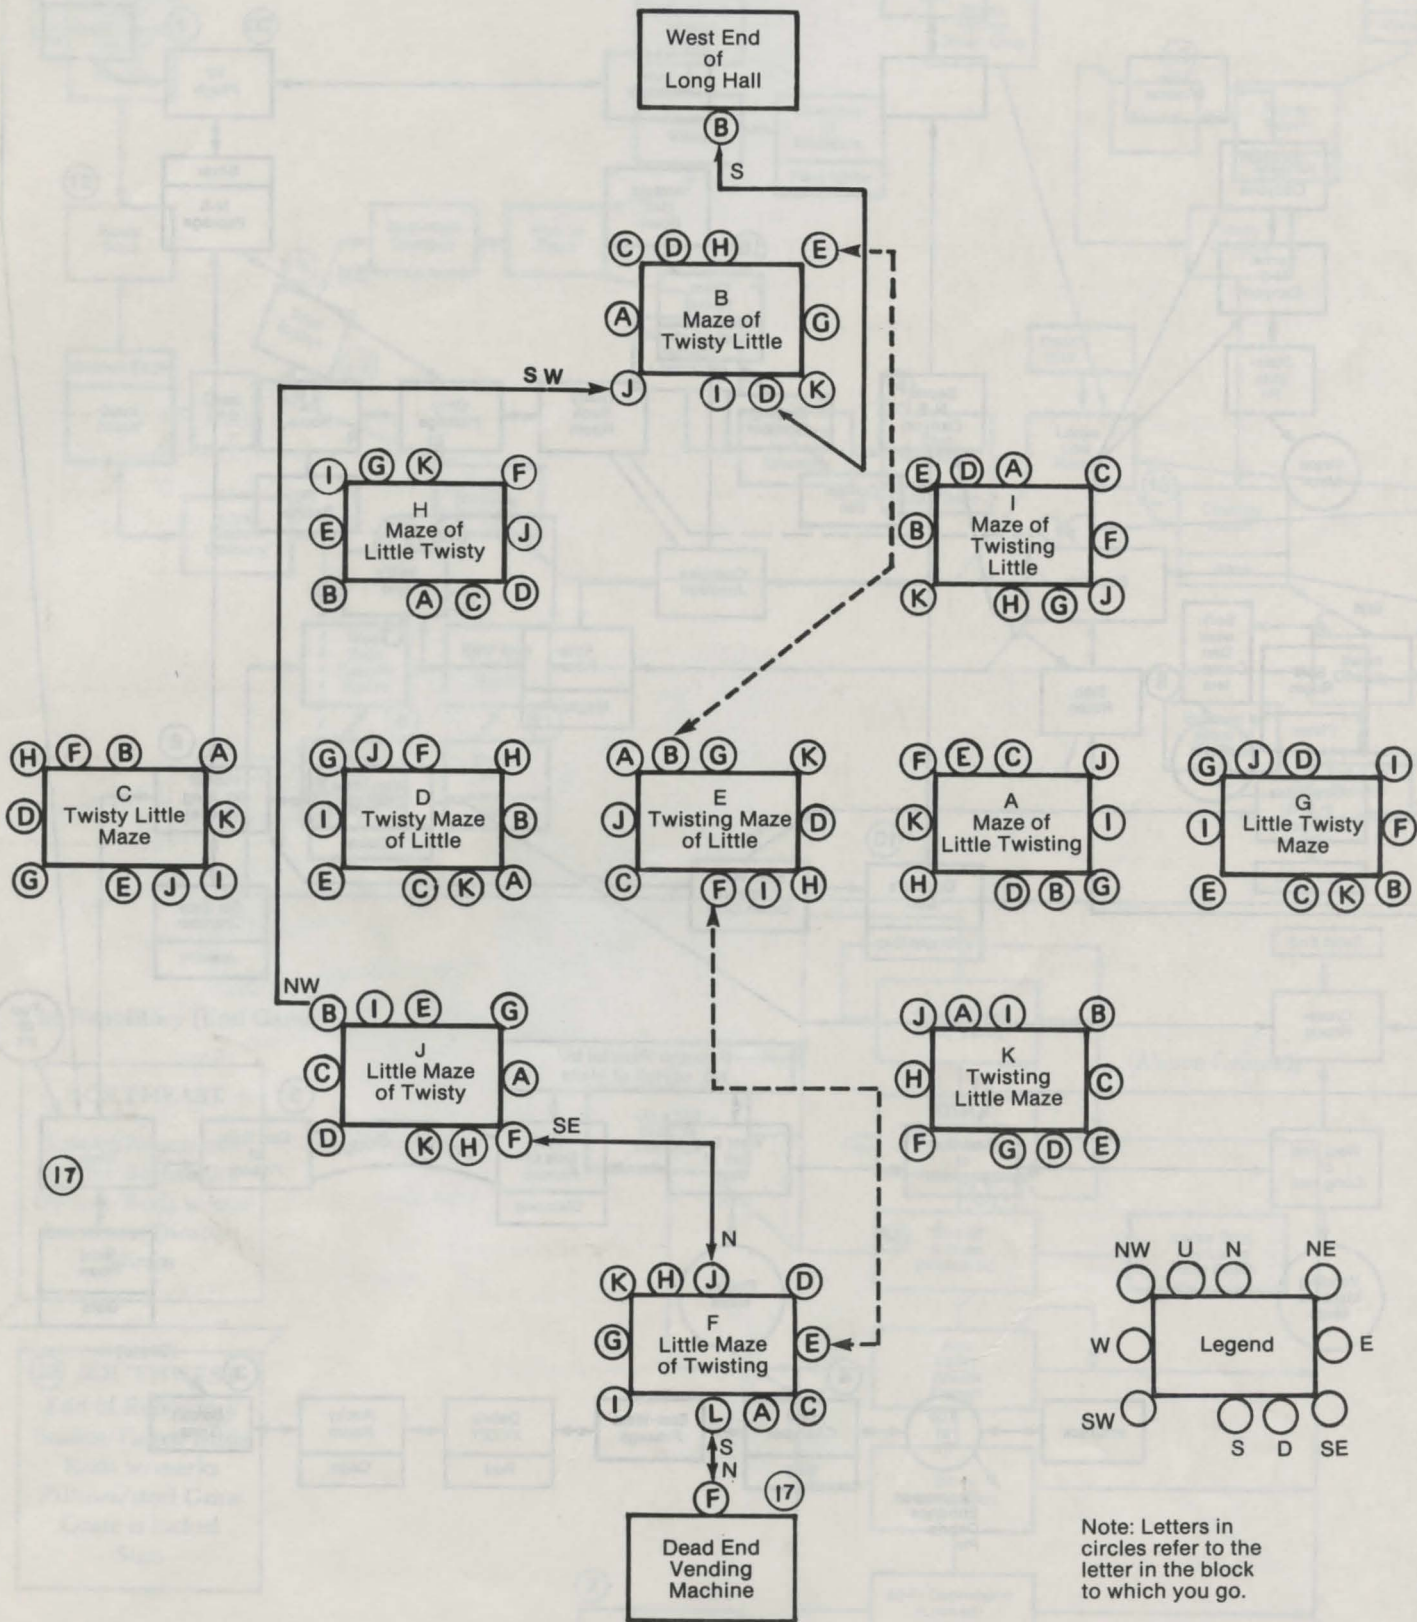 West End
of
Long Hall
B
S
C D H E
B
Maze of
Twisty Little
A G
J I D K
SW
I G K F
H
Maze of
Little Twisty
E J
B A C D
E D A C
I
Maze of
Twisting
Little
B F
K H G J
H F B A
C
Twisty Little
Maze
D K
G E J I
G J F H
D
Twisty Maze
of Little
I B
E C K A
A B G K
E
Twisting Maze
of Little
J D
C F I H
F E C J
A
Maze of
Little Twisting
K I
H D B G
G J D I
G
Little Twisty
Maze
I F
E C K B
NW
B I E G
J
Little Maze
of Twisty
C A
D K H F
SE
J A I B
K
Twisting
Little Maze
H C
F G D E
17
N
K H J D
F
Little Maze
of Twisting
G E
I L A C
S
N
F 17
Dead End
Vending
Machine
NW U N NE
W Legend E
SW S D SE
Note: Letters in
circles refer to the
letter in the block
to which you go.